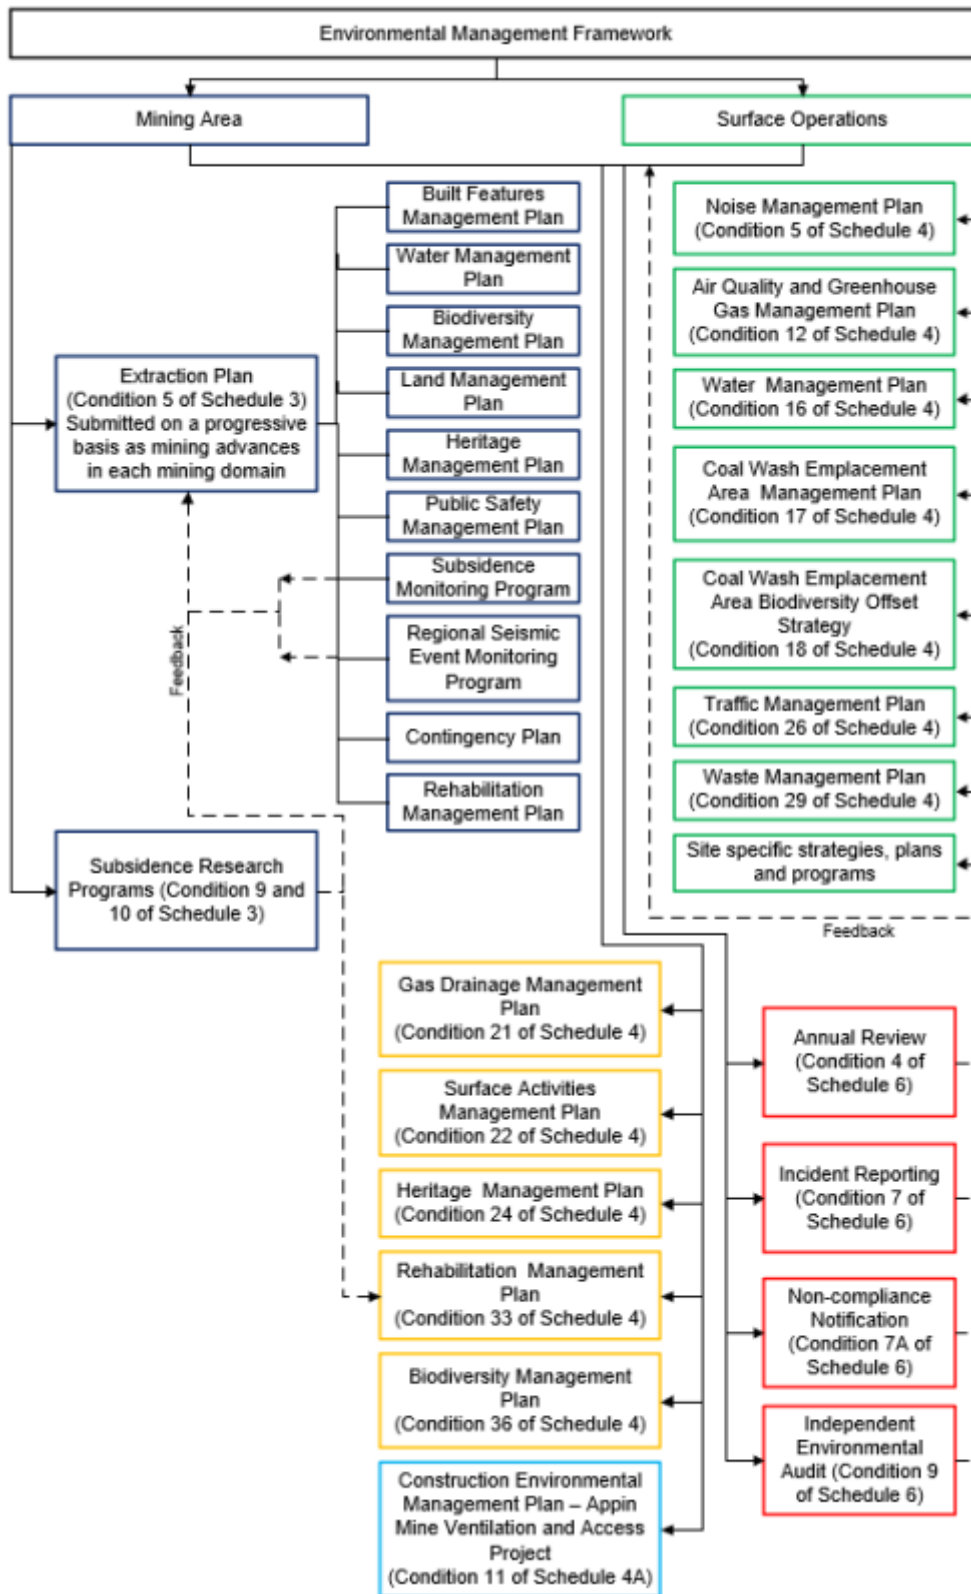 Environmental Management Framework
Mining Area
Surface Operations
Built Features
Management Plan
Water Management
Plan
Biodiversity
Management Plan
Land Management
Plan
Heritage
Management Plan
Public Safety
Management Plan
Subsidence
Monitoring Program
Regional Seismic
Event Monitoring
Program
Contingency Plan
Rehabilitation
Management Plan
Extraction Plan
(Condition 5 of Schedule 3)
Submitted on a progressive
basis as mining advances
in each mining domain
Feedback
Subsidence Research
Programs (Condition 9 and
10 of Schedule 3)
Noise Management Plan
(Condition 5 of Schedule 4)
Air Quality and Greenhouse
Gas Management Plan
(Condition 12 of Schedule 4)
Water Management Plan
(Condition 16 of Schedule 4)
Coal Wash Emplacement
Area Management Plan
(Condition 17 of Schedule 4)
Coal Wash Emplacement
Area Biodiversity Offset
Strategy
(Condition 18 of Schedule 4)
Traffic Management Plan
(Condition 26 of Schedule 4)
Waste Management Plan
(Condition 29 of Schedule 4)
Site specific strategies, plans
and programs
Feedback
Gas Drainage Management
Plan
(Condition 21 of Schedule 4)
Surface Activities
Management Plan
(Condition 22 of Schedule 4)
Heritage Management Plan
(Condition 24 of Schedule 4)
Rehabilitation Management
Plan
(Condition 33 of Schedule 4)
Biodiversity Management
Plan
(Condition 36 of Schedule 4)
Construction Environmental
Management Plan – Appin
Mine Ventilation and Access
Project
(Condition 11 of Schedule 4A)
Annual Review
(Condition 4 of
Schedule 6)
Incident Reporting
(Condition 7 of
Schedule 6)
Non-compliance
Notification
(Condition 7A of
Schedule 6)
Independent
Environmental
Audit (Condition 9
of Schedule 6)